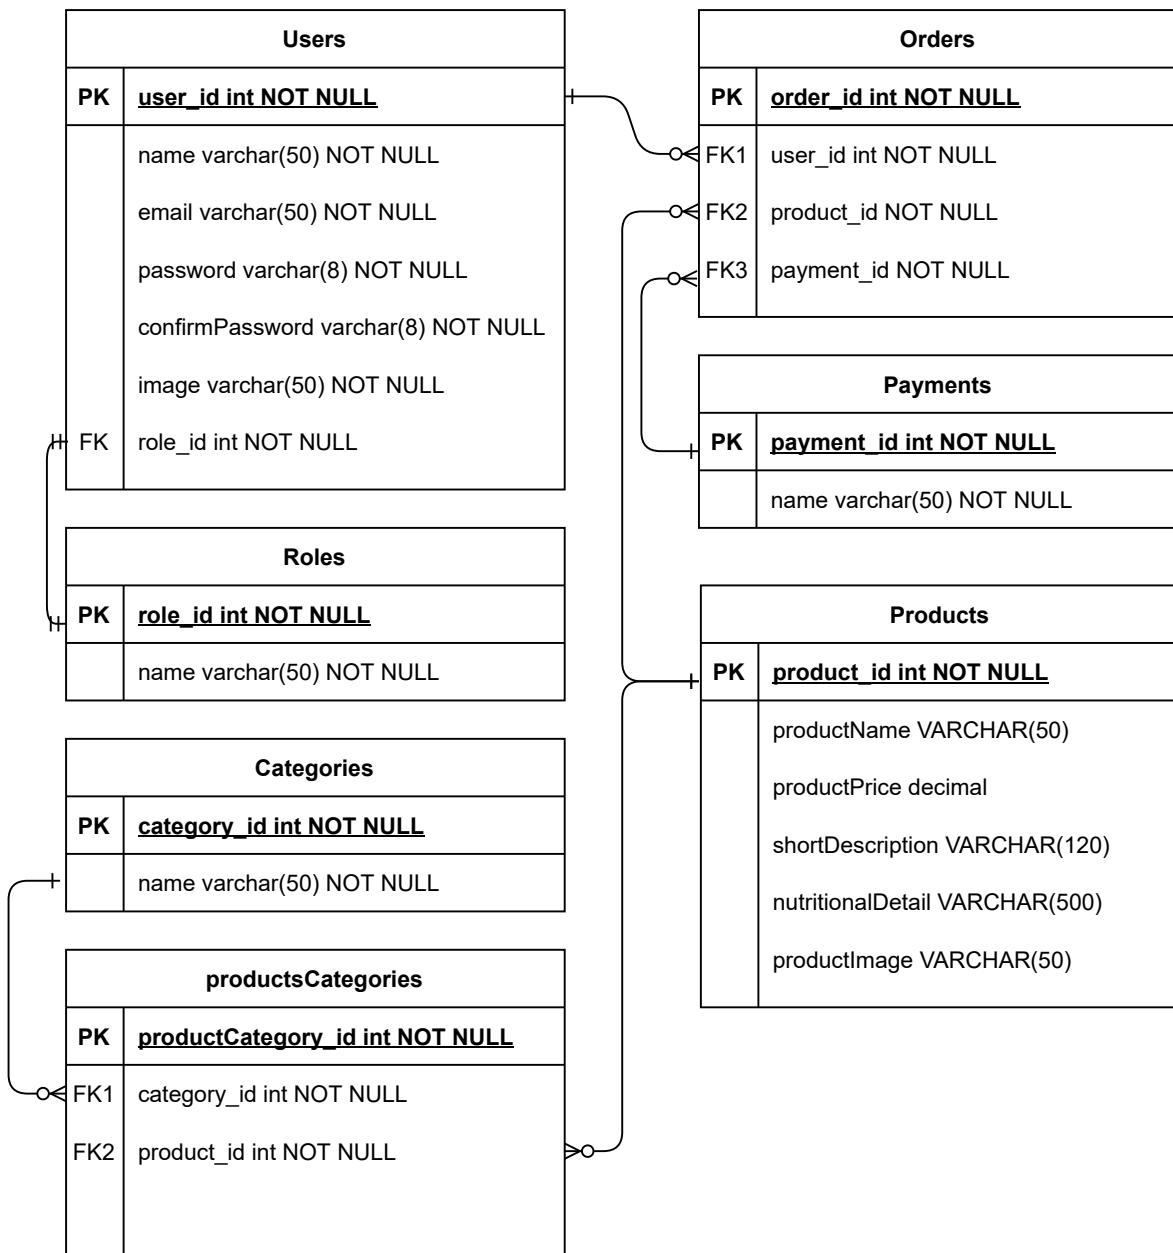 Users
PK user_id int NOT NULL
name varchar(50) NOT NULL
email varchar(50) NOT NULL
password varchar(8) NOT NULL
confirmPassword varchar(8) NOT NULL
image varchar(50) NOT NULL
FK role_id int NOT NULL
Roles
PK role_id int NOT NULL
name varchar(50) NOT NULL
Categories
PK category_id int NOT NULL
name varchar(50) NOT NULL
productsCategories
PK productCategory_id int NOT NULL
FK1 category_id int NOT NULL
FK2 product_id int NOT NULL
Orders
PK order_id int NOT NULL
FK1 user_id int NOT NULL
FK2 product_id NOT NULL
FK3 payment_id NOT NULL
Payments
PK payment_id int NOT NULL
name varchar(50) NOT NULL
Products
PK product_id int NOT NULL
productName VARCHAR(50)
productPrice decimal
shortDescription VARCHAR(120)
nutritionalDetail VARCHAR(500)
productImage VARCHAR(50)